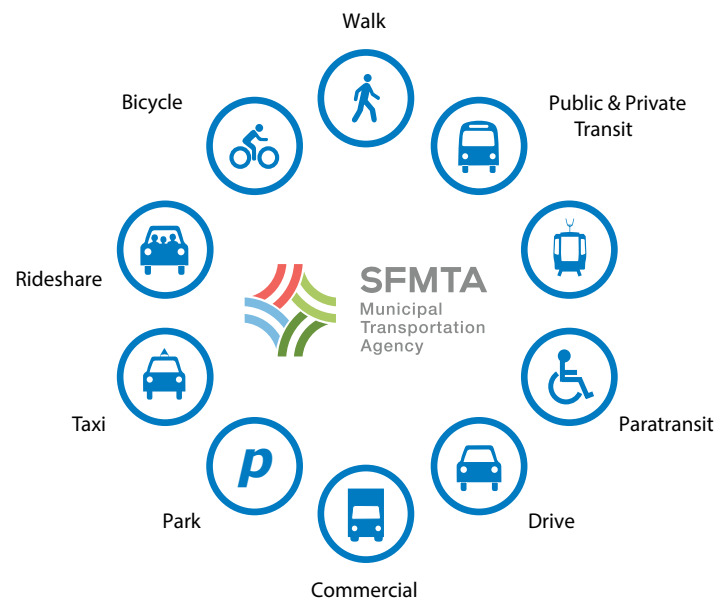 Walk
Bicycle
Public & Private
Transit
Rideshare
SFMTA
Municipal
Transportation
Agency
Taxi
Paratransit
p
Park
Drive
Commercial